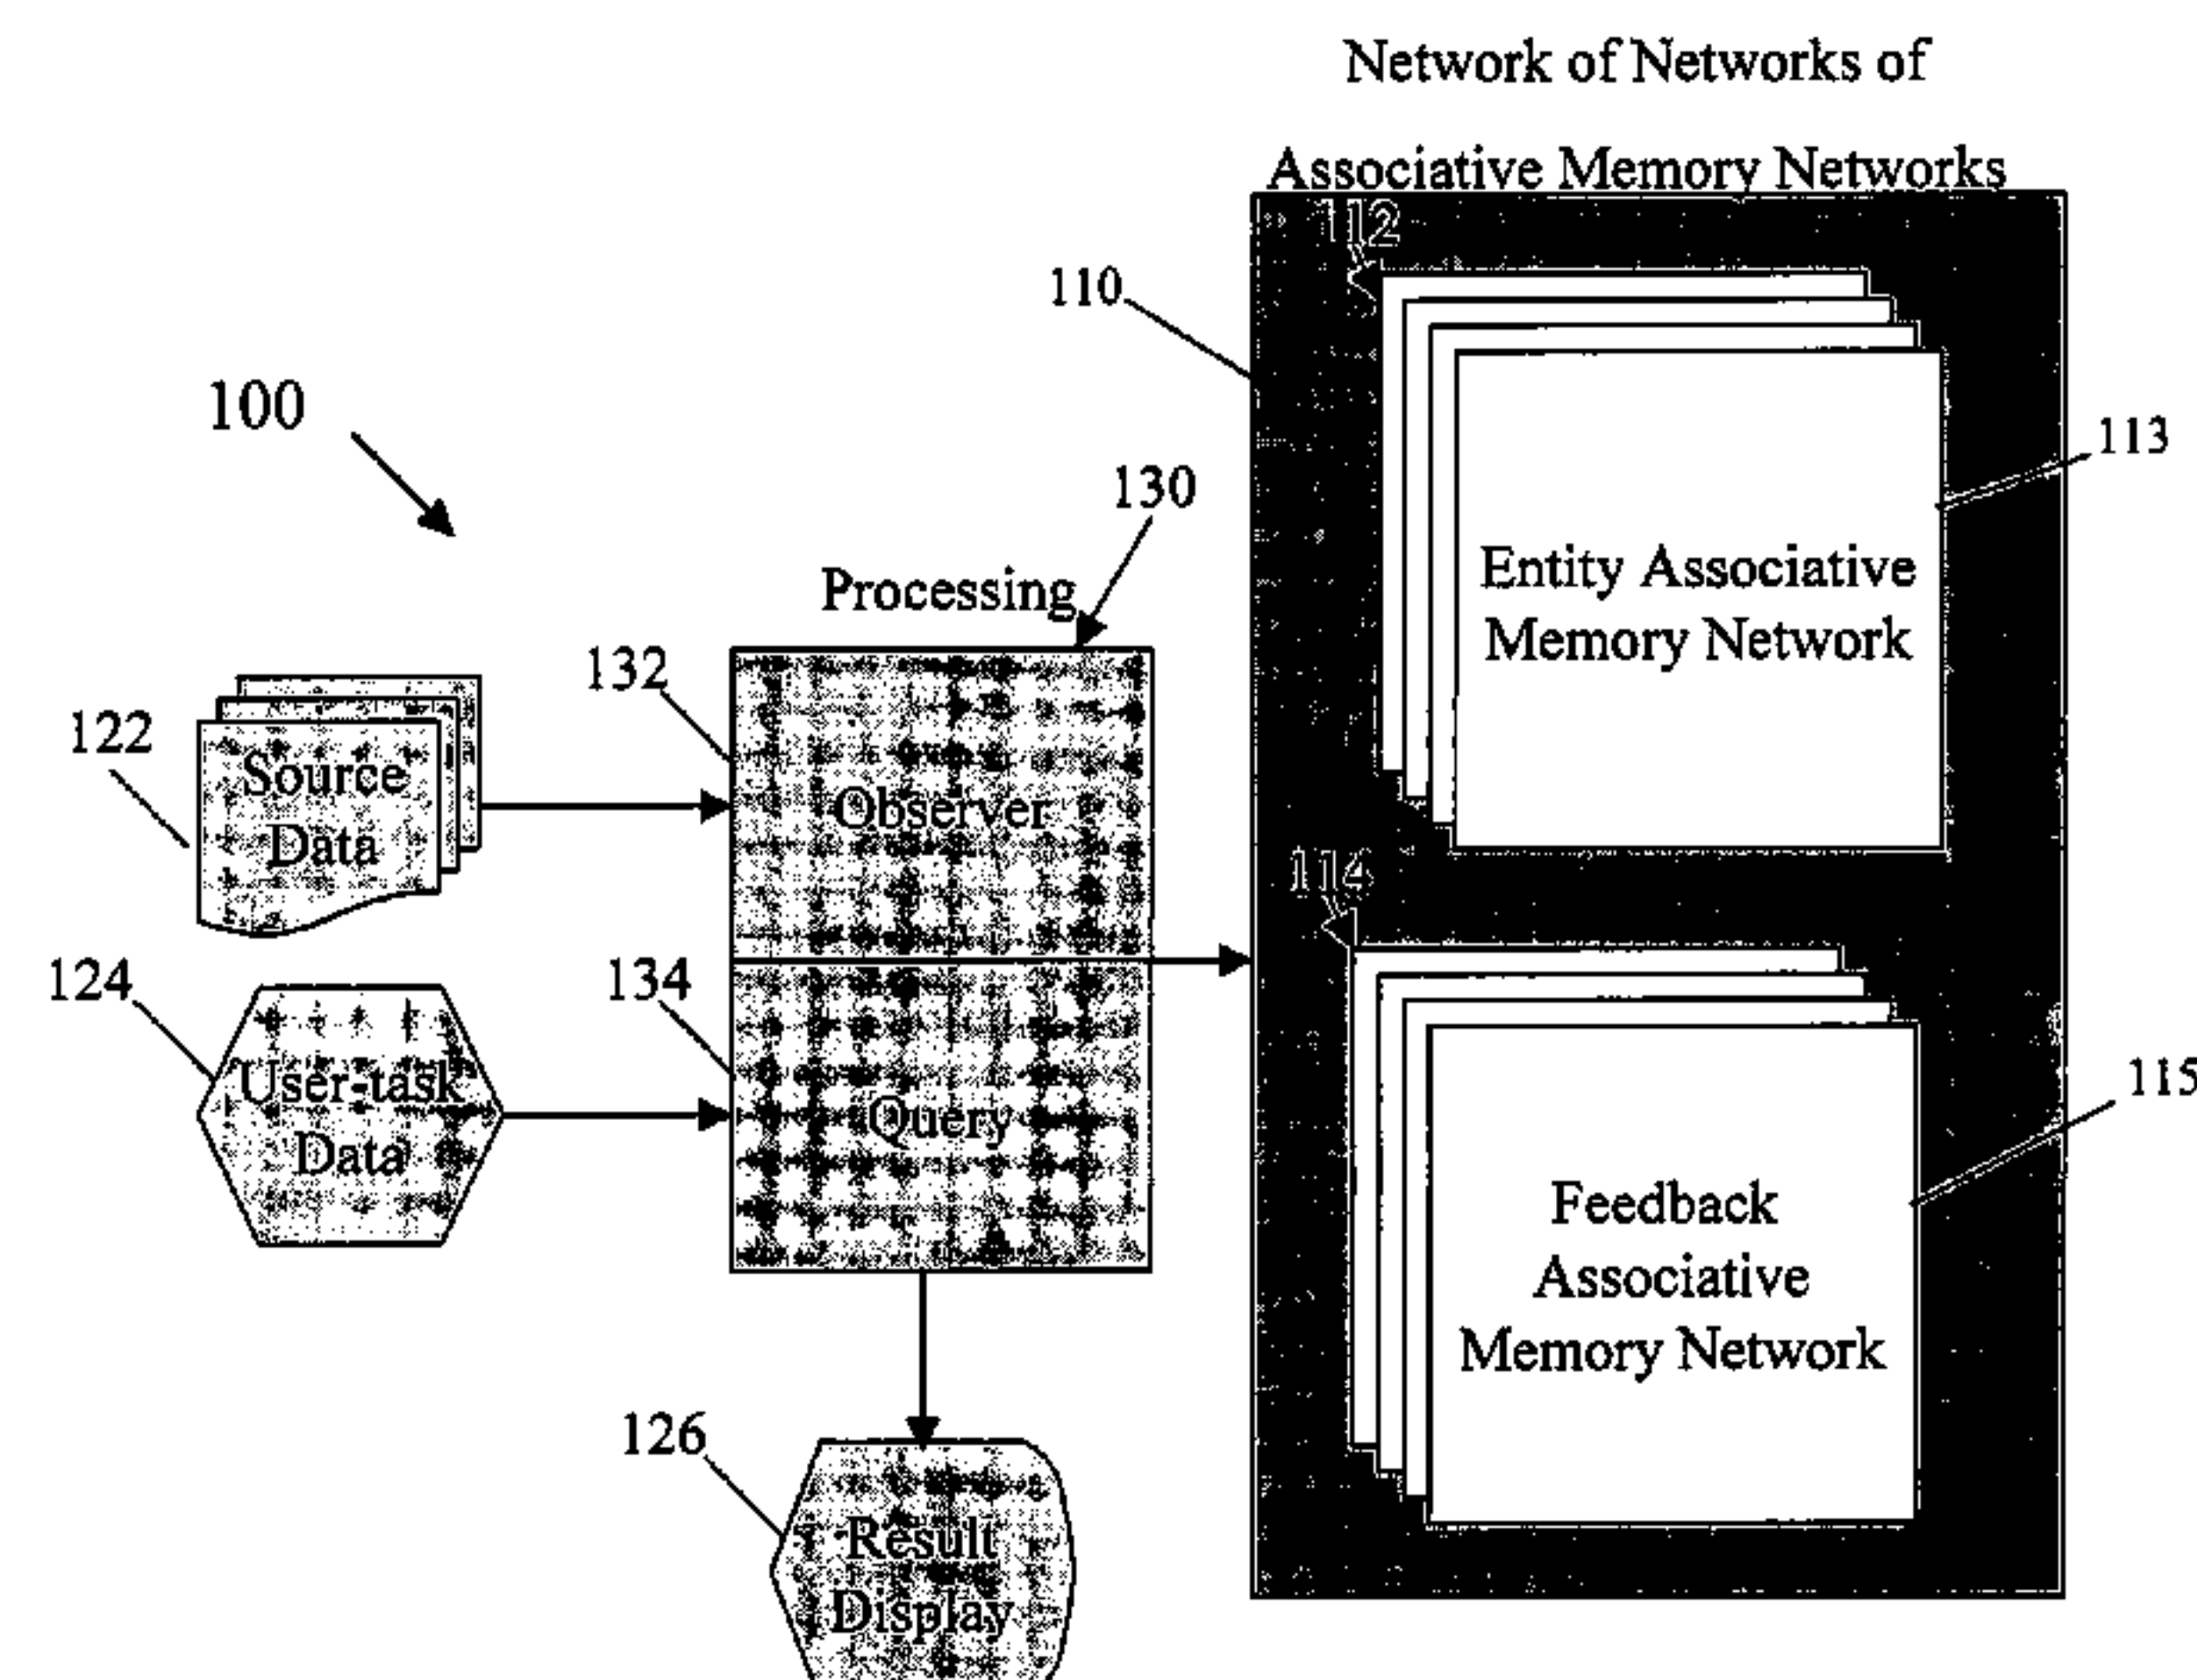 Network of Networks of
Associative Memory Networks
112
110
100
113
130
Entity Associative
Memory Network
Processing
132
122
Source
Data
Observer
114
124
134
User-task
Data
Query
115
Feedback
Associative
Memory Network
126
Result
Display